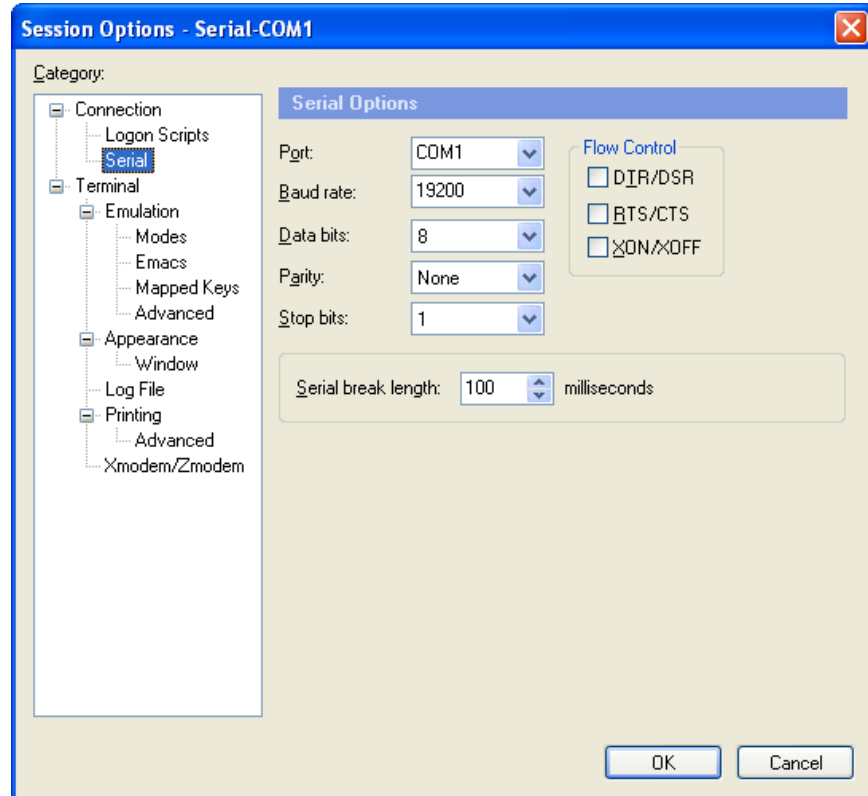 Session Options - Serial-COM1
Category:
Connection
Logon Scripts
Serial
Terminal
Emulation
Modes
Emacs
Mapped Keys
Advanced
Appearance
Window
Log File
Printing
Advanced
Xmodem/Zmodem
Serial Options
Port: COM1
Baud rate: 19200
Data bits: 8
Parity: None
Stop bits: 1
Flow Control
DTR/DSR
RTS/CTS
XON/XOFF
Serial break length: 100 milliseconds
OK Cancel